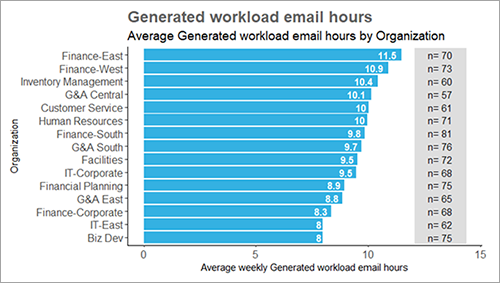 Generated workload email hours
Average Generated workload email hours by Organization
Organization
Finance-East 11.5 n= 70
Finance-West 10.9 n= 73
Inventory Management 10.4 n= 60
G&A Central 10.1 n= 57
Customer Service 10 n= 61
Human Resources 10 n= 71
Finance-South 9.8 n= 81
G&A South 9.7 n= 76
Facilities 9.5 n= 72
IT-Corporate 9.5 n= 68
Financial Planning 8.9 n= 75
G&A East 8.8 n= 65
Finance-Corporate 8.3 n= 68
IT-East 8 n= 62
Biz Dev 8 n= 75
0 5 10 15
Average weekly Generated workload email hours